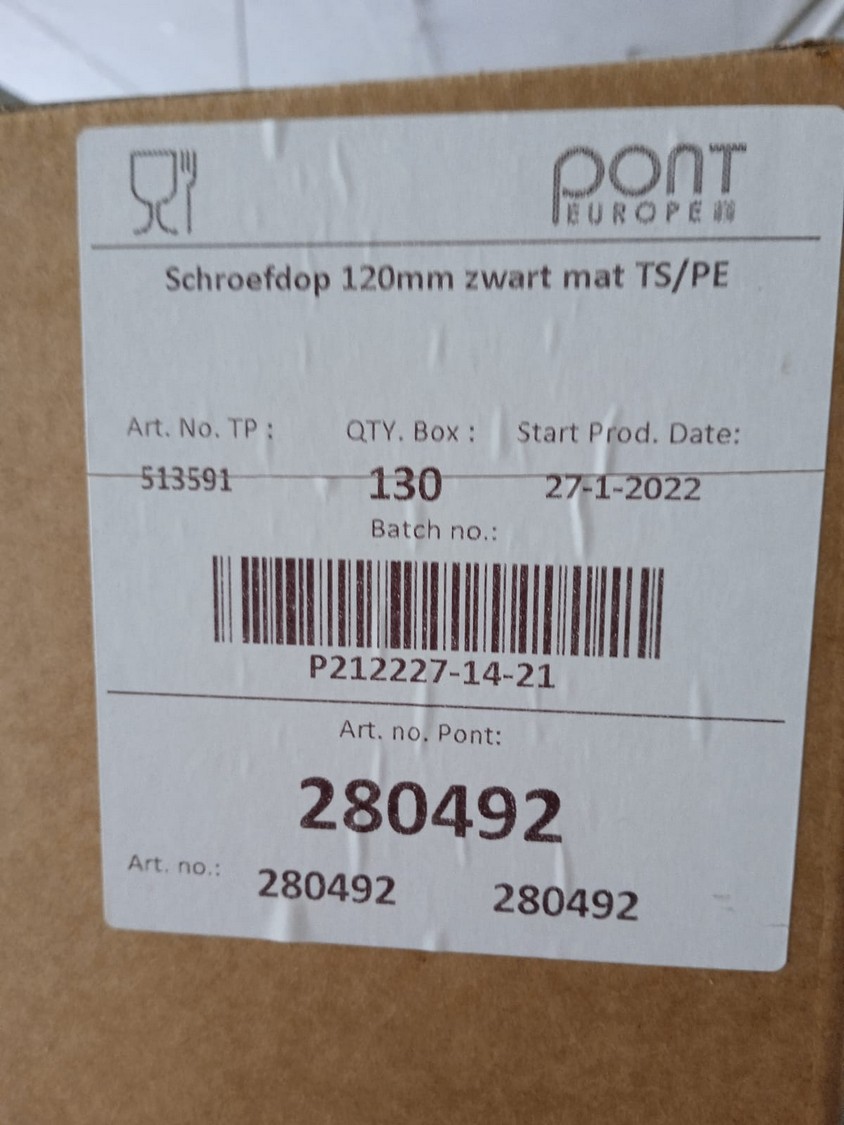 PONT
EUROPE
Schroefdop 120mm zwart mat TS/PE
Art. No. TP : QTY. Box : Start Prod. Date:
513591 130 27-1-2022
Batch no.:
P212227-14-21
Art. no. Pont:
280492
Art. no.: 280492 280492